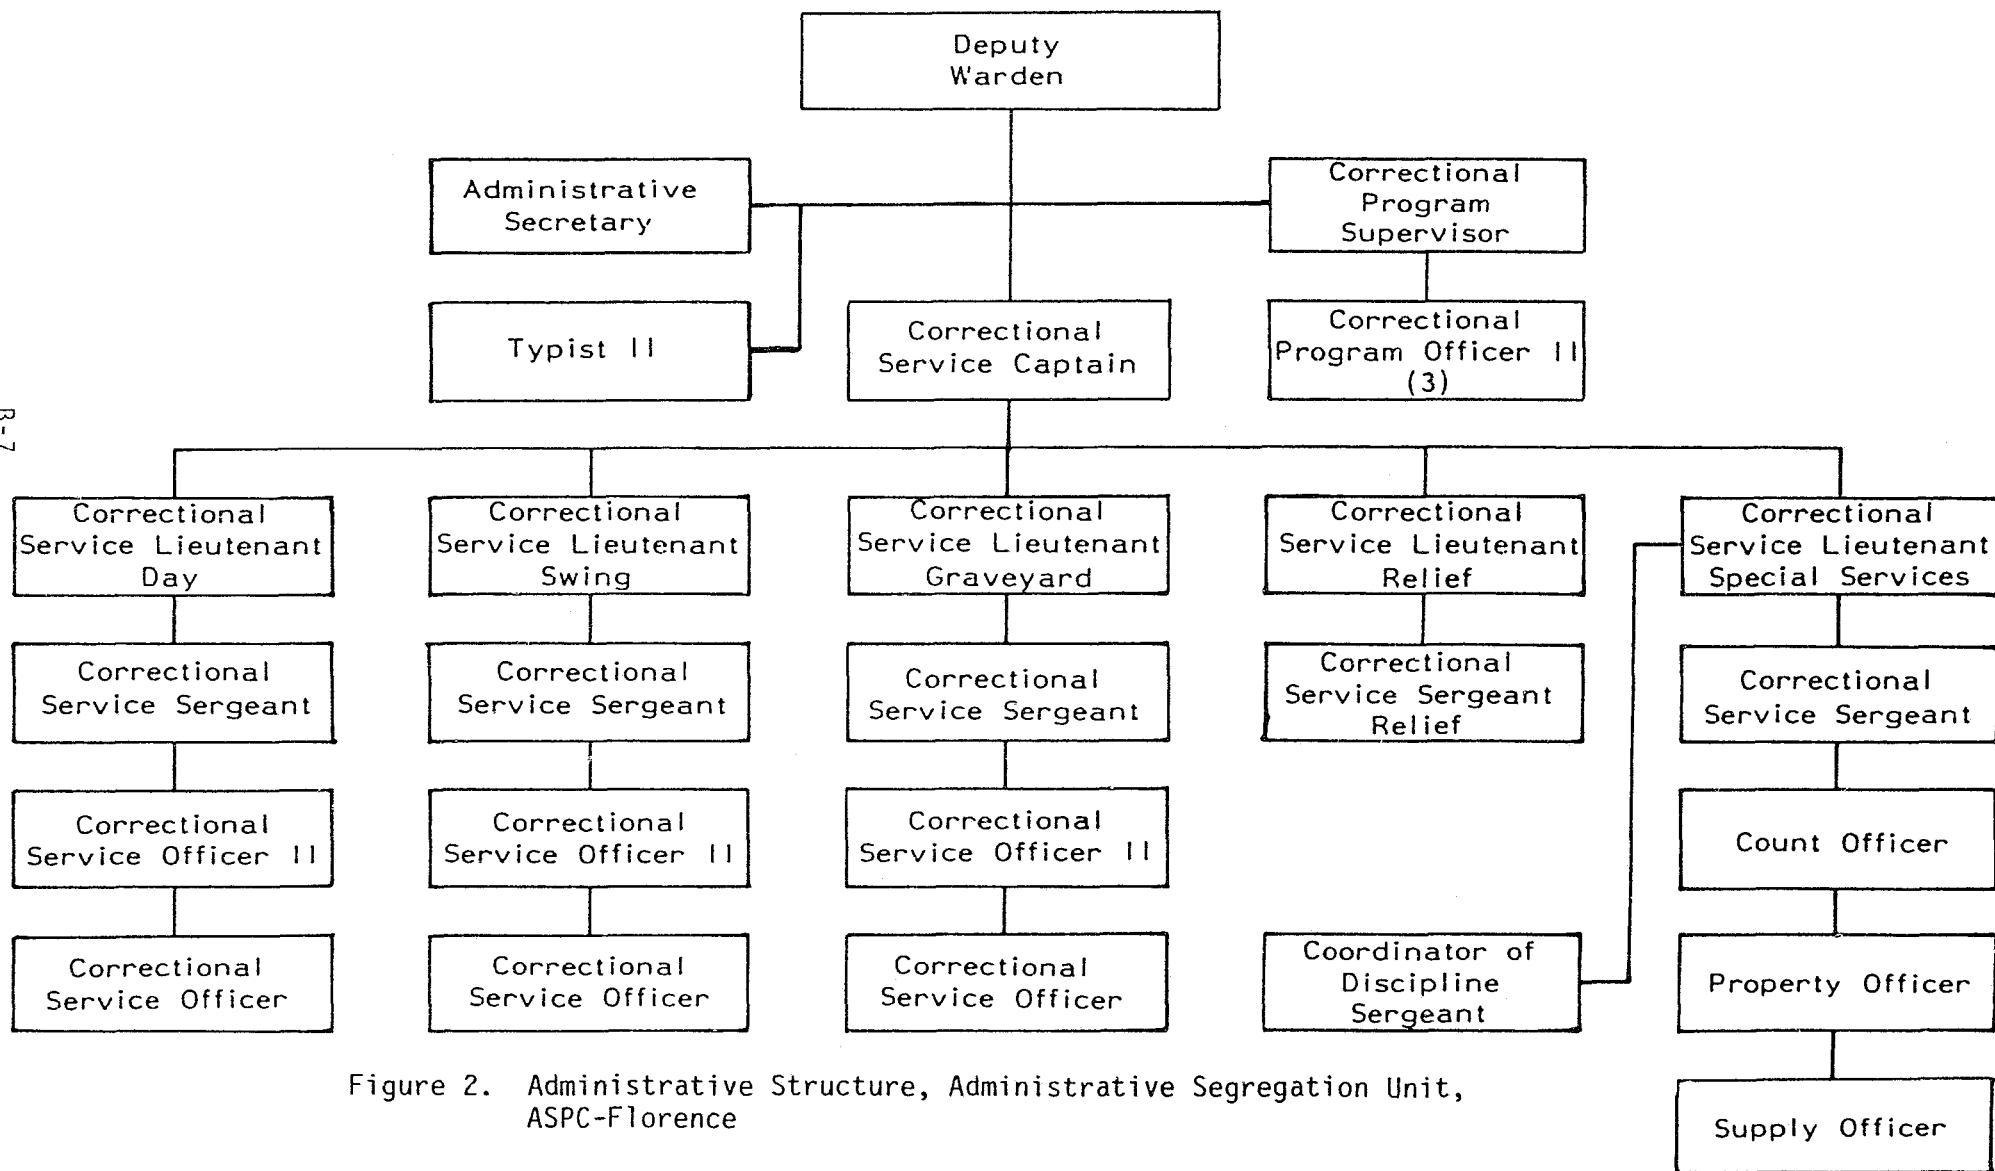 Deputy
Warden
Administrative
Secretary
Correctional
Program
Supervisor
Typist II
Correctional
Service Captain
Correctional
Program Officer II
(3)
B-7
Correctional
Service Lieutenant
Day
Correctional
Service Lieutenant
Swing
Correctional
Service Lieutenant
Graveyard
Correctional
Service Lieutenant
Relief
Correctional
Service Lieutenant
Special Services
Correctional
Service Sergeant
Correctional
Service Sergeant
Correctional
Service Sergeant
Correctional
Service Sergeant
Relief
Correctional
Service Sergeant
Correctional
Service Officer II
Correctional
Service Officer II
Correctional
Service Officer II
Count Officer
Correctional
Service Officer
Correctional
Service Officer
Correctional
Service Officer
Coordinator of
Discipline
Sergeant
Property Officer
Supply Officer
Figure 2. Administrative Structure, Administrative Segregation Unit,
ASPC-Florence